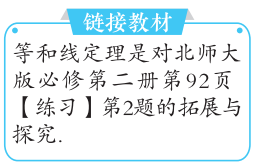 链接教材
等和线定理是对北师大
版必修第二册第92页
【练习】第2题的拓展与
探究.